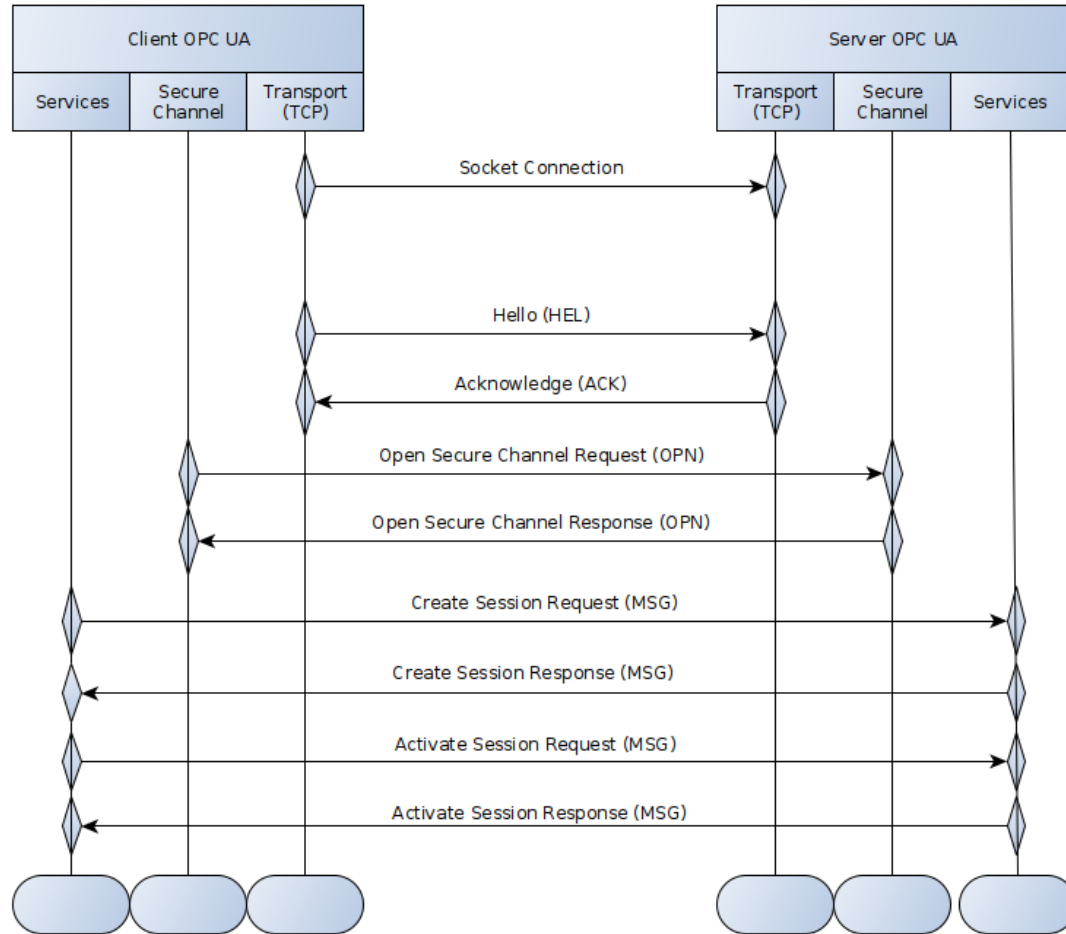 Client OPC UA
Server OPC UA
Services
Secure
Channel
Transport
(TCP)
Transport
(TCP)
Secure
Channel
Services
Socket Connection
Hello (HEL)
Acknowledge (ACK)
Open Secure Channel Request (OPN)
Open Secure Channel Response (OPN)
Create Session Request (MSG)
Create Session Response (MSG)
Activate Session Request (MSG)
Activate Session Response (MSG)